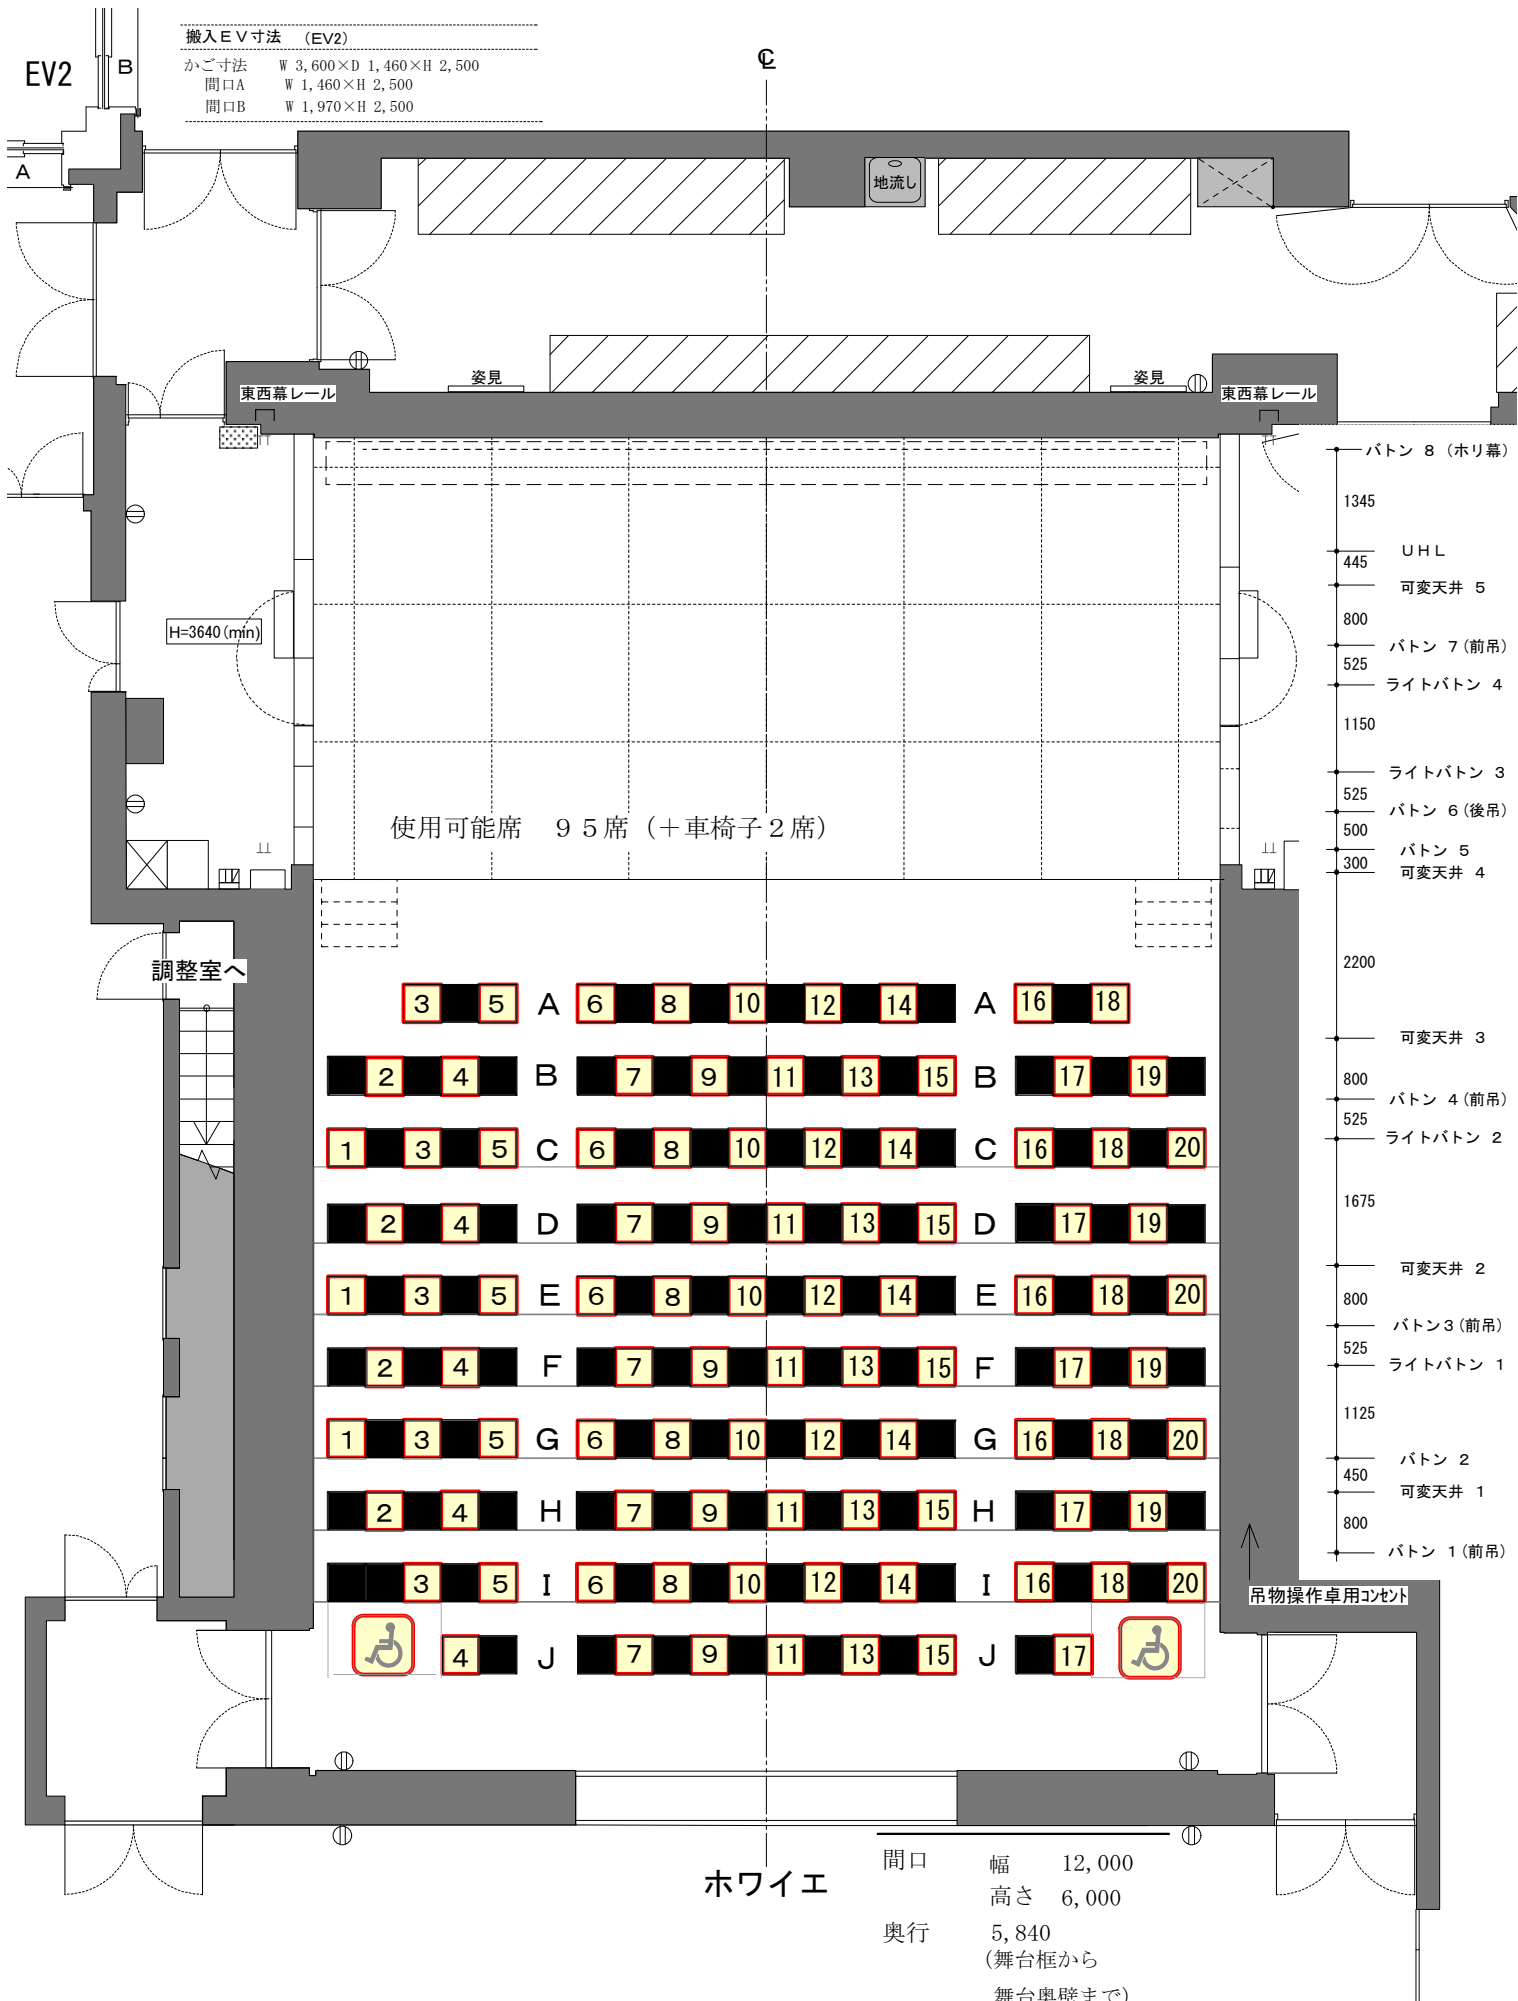 搬入ＥＶ寸法 (EV2)
かご寸法 W 3,600×D 1,460×H 2,500
間口A W 1,460×H 2,500
間口B W 1,970×H 2,500
EV2
B
A
℄
地流し
姿見
姿見
東西幕レール
東西幕レール
H=3640(min)
使用可能席 ９５席（＋車椅子２席）
調整室へ
3 5 A 6 8 10 12 14 A 16 18
2 4 B 7 9 11 13 15 B 17 19
1 3 5 C 6 8 10 12 14 C 16 18 20
2 4 D 7 9 11 13 15 D 17 19
1 3 5 E 6 8 10 12 14 E 16 18 20
2 4 F 7 9 11 13 15 F 17 19
1 3 5 G 6 8 10 12 14 G 16 18 20
2 4 H 7 9 11 13 15 H 17 19
3 5 I 6 8 10 12 14 I 16 18 20
4 J 7 9 11 13 15 J 17
バトン 8 (ホリ幕)
1345
ＵＨＬ
445
可変天井 5
800
バトン 7(前吊)
525
ライトバトン 4
1150
ライトバトン 3
525
バトン 6(後吊)
500
バトン 5
300
可変天井 4
2200
可変天井 3
800
バトン 4(前吊)
525
ライトバトン 2
1675
可変天井 2
800
バトン3(前吊)
525
ライトバトン 1
1125
バトン 2
450
可変天井 1
800
バトン 1(前吊)
吊物操作卓用コンセント
ホワイエ
間口 幅 12,000
高さ 6,000
奥行 5,840
(舞台框から
舞台奥壁まで)